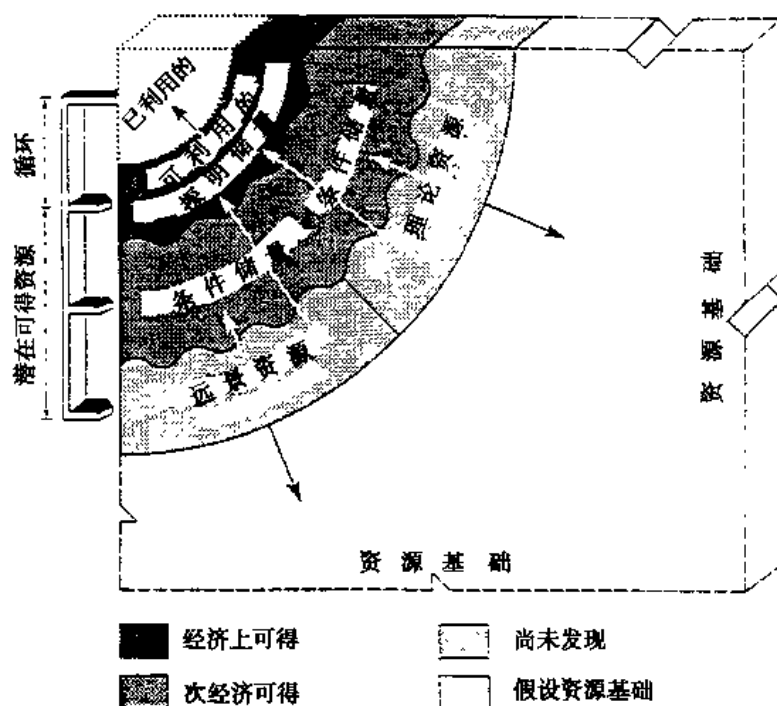 已利用的
可利用的
探明储量
条件储量
条件储量
理论资源
远景资源
循环
潜在可得资源
资源基础
资源基础
经济上可得
尚未发现
次经济可得
假设资源基础